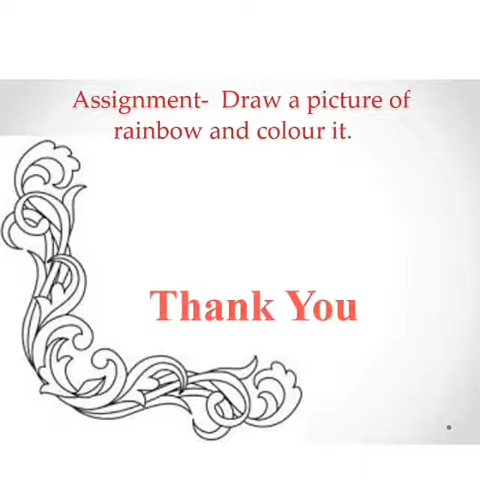 Assignment-  Draw a picture of
rainbow and colour it.
Thank You